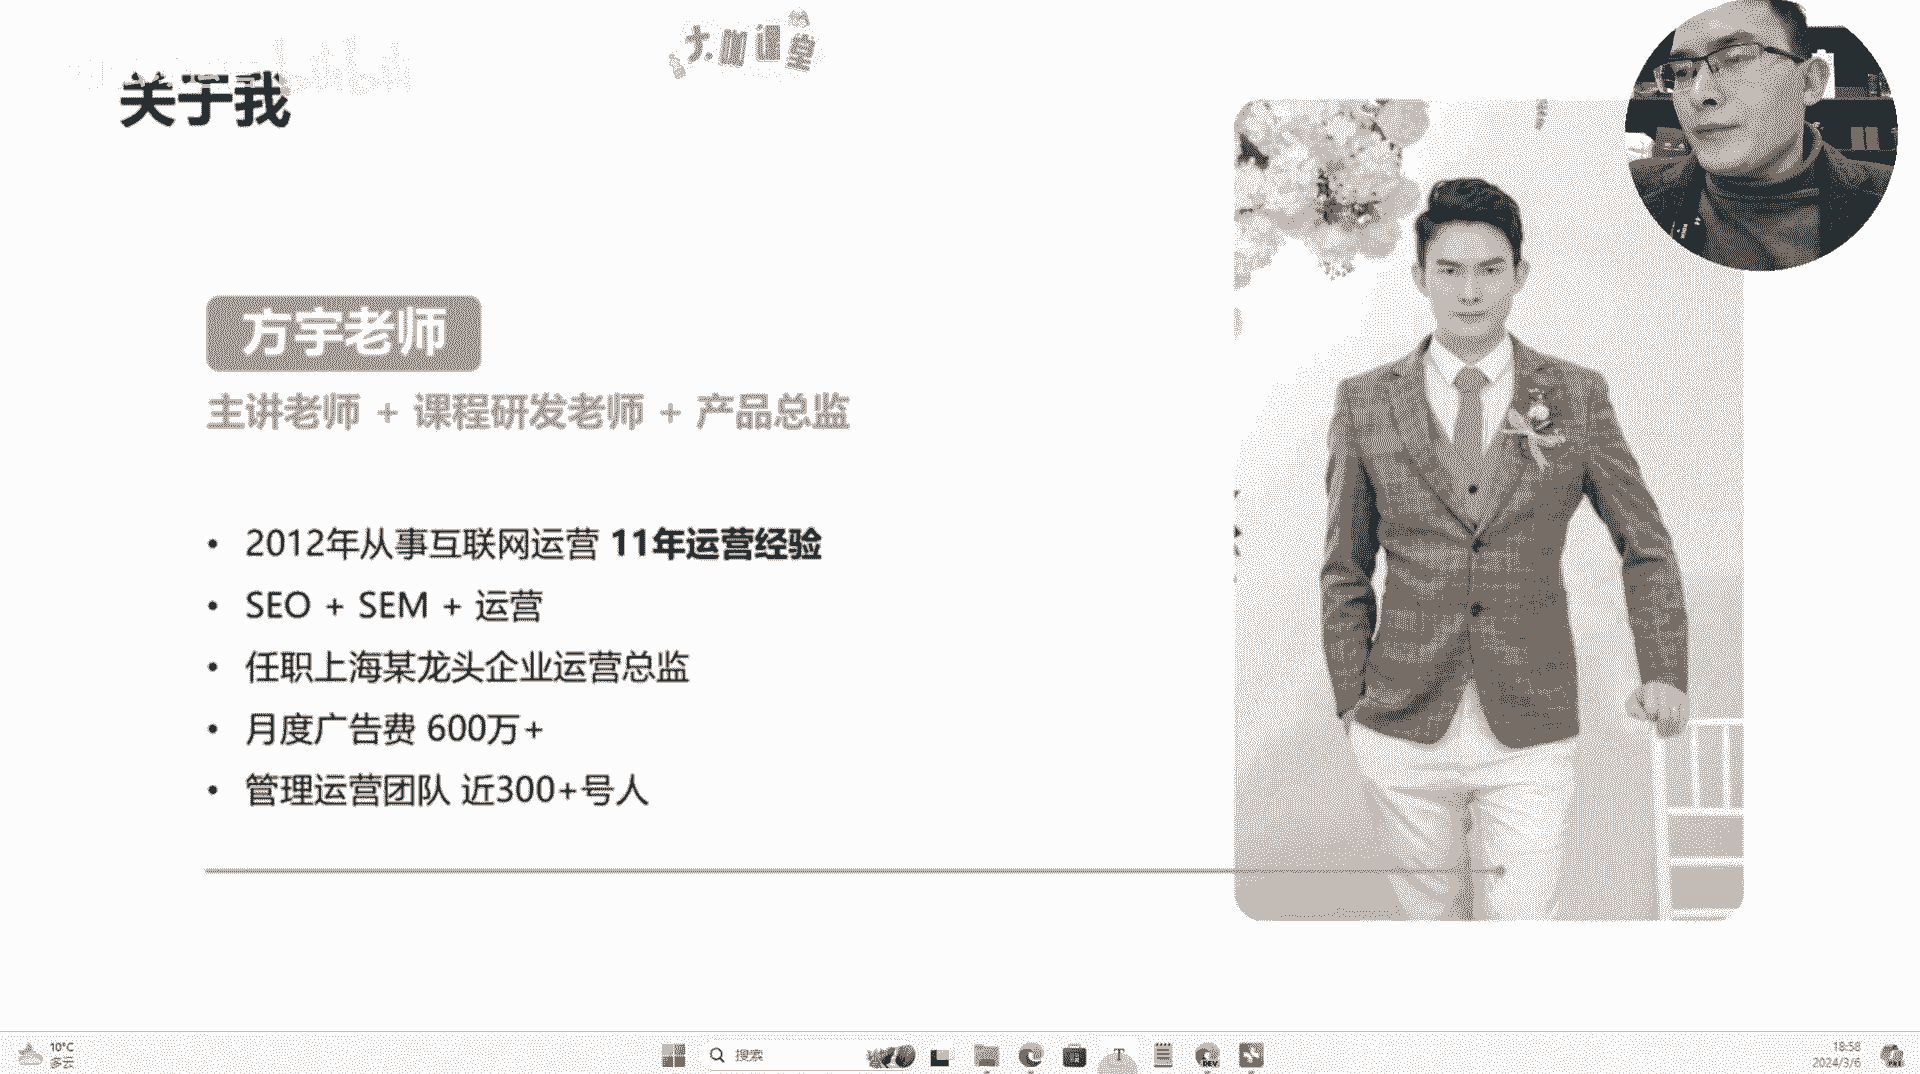 大咖课堂
关于我
方宇老师
主讲老师 + 课程研发老师 + 产品总监
• 2012年从事互联网运营 11年运营经验
• SEO + SEM + 运营
• 任职上海某龙头企业运营总监
• 月度广告费 600万+
• 管理运营团队 近300+号人
10°C
多云
搜索
T
DEV
18:58
2024/3/6
PRE